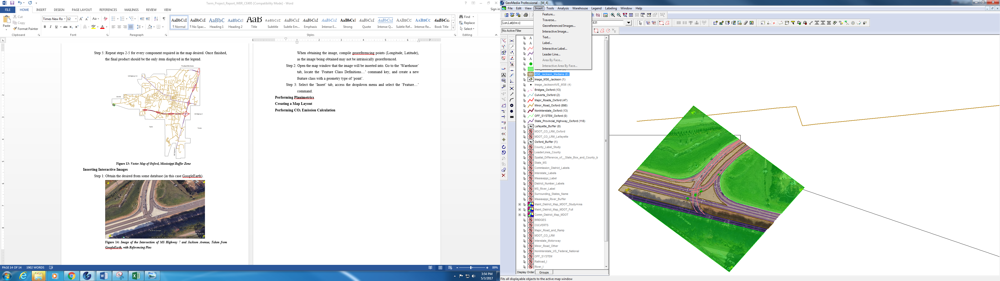 Term_Project_Report_WBR_CE495 [Compatibility Mode] - Word
Sign in
FILE HOME INSERT DESIGN PAGE LAYOUT REFERENCES MAILINGS REVIEW VIEW
Paste
Cut
Copy
Format Painter
Clipboard
Times New Ro 12
Font
Paragraph
AaBbCcI AaBbCcI AaBbC AaBbCcI AaB AaBbCcD AaBbCcL AaBbCcL AaBbCcL AaBbCcI AaBbCcL AaBbCcL AaBbCc AaBbCc AaBbCc
¶ Normal ¶ No Spac... Heading 1 Heading 2 Title Subtitle Subtle Em... Emphasis Intense E... Strong Quote Intense Q... Subtle Ref... Intense Re... Book Title
Styles
Find
Replace
Select
Editing
Step 5: Repeat steps 2-5 for every component required in the map desired. Once finished,
the final product should be the only item displayed in the legend.
Figure 13: Vector Map of Oxford, Mississippi Buffer Zone
Inserting Interactive Images
Step 1: Obtain the desired from some database (in this case GoogleEarth).
Figure 14: Image of the Intersection of MS Highway 7 and Jackson Avenue, Taken from
GoogleEarth, with Referencing Pins
When obtaining the image, compile georeferencing points (Longitude, Latitude),
as the image being obtained may not be intrinsically georeferenced.
Step 2: Open the map window that the image will be inserted into. Go to the ‘Warehouse’
tab, locate the ‘Feature Class Definitions…’ command key, and create a new
feature class with a geometry type of ‘point’.
Step 3: Select the ‘Insert’ tab, access the dropdown menu and select the ‘Feature…’
command.
Performing Planimetrics
Creating a Map Layout
Performing CO₂ Emission Calculation
PAGE 14 OF 14 1902 WORDS
89%
3:54 PM
5/3/2017
GeoMedia Professional - [M_4]
File Edit View Insert Tools Analysis Warehouse Legend Labeling Window Help
Lon,Lat(d:m:s)
631
No Active Filter
Feature...
Traverse...
Georeferenced Images...
Interactive Image...
Text...
Label...
Interactive Label...
Leader Line...
Area By Face...
Interactive Area By Face...
MS6_Jackson_Medians (6)
Image_MS6_Jackson (1)
Image_JacksonAVE_MS6 (4)
Bridges_Oxford (13)
Culverts_Oxford (2)
Major_Roads_Oxford (47)
Minor_Road_Oxford (898)
NonInterstate_Oxford (13)
OFF_SYSTEM_Oxford (0)
State_Provincial_Highway_Oxford (118)
Lafayette_Buffer (8)
MDOT_CO_LRM_Oxford
MDOT_CO_LRM_Lafayette
Oxford_Buffer (1)
County_Label_Study
LeaderLines_County
Spatial_Difference_of__State_Box_and_County_b
State_MS
Commission_District_Labels
Interstate_Labels
Mississippi_Label
District_Number_Labels
MS_River_Label
Surrounding_States_Name
Mississippi_River_Buffer
Maint_District_Map_MDOT_StudyArea
Maint_District_Map_MDOT_Full
Comm_District_Map_MDOT
BRIDGES
CULVERTS
Major_Road_and_Ramp
MDOT_CO_LRM
Interstate_Motorway
Minor_Road_Other
NonInterstate_US_Federal_National
OFF_SYSTEM
Railroad_l
River_l
Display Order Groups
Fits all displayable objects to the active map window